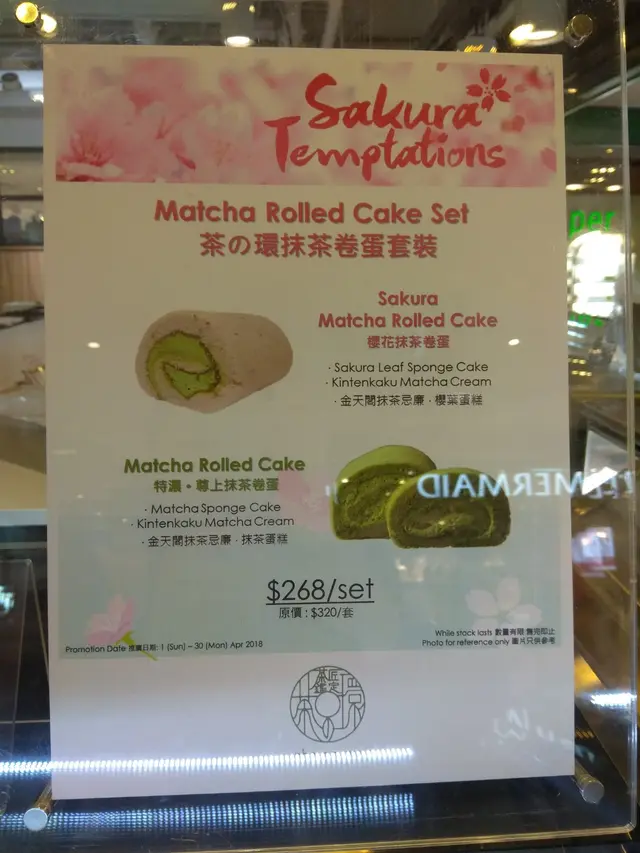 Sakura
Temptations
Matcha Rolled Cake Set
茶の環抹茶卷蛋套裝
Sakura
Matcha Rolled Cake
櫻花抹茶卷蛋
· Sakura Leaf Sponge Cake
· Kintenkaku Matcha Cream
· 金天閣抹茶忌廉 · 櫻葉蛋糕
Matcha Rolled Cake
特濃・尊上抹茶卷蛋
· Matcha Sponge Cake
· Kintenkaku Matcha Cream
· 金天閣抹茶忌廉 · 抹茶蛋糕
MERMAID
$268/set
原價 : $320/套
While stock lasts 數量有限 售完即止
Photo for reference only 圖片只供參考
Promotion Date 推廣日期: 1 (Sun) – 30 (Mon) Apr 2018
per